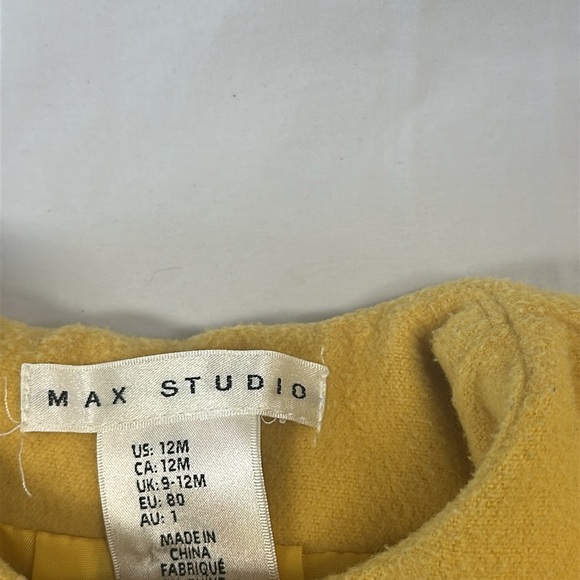 MAX STUDIO
US: 12M
CA: 12M
UK: 9-12M
EU: 80
AU: 1
MADE IN
CHINA
FABRIQUÉ